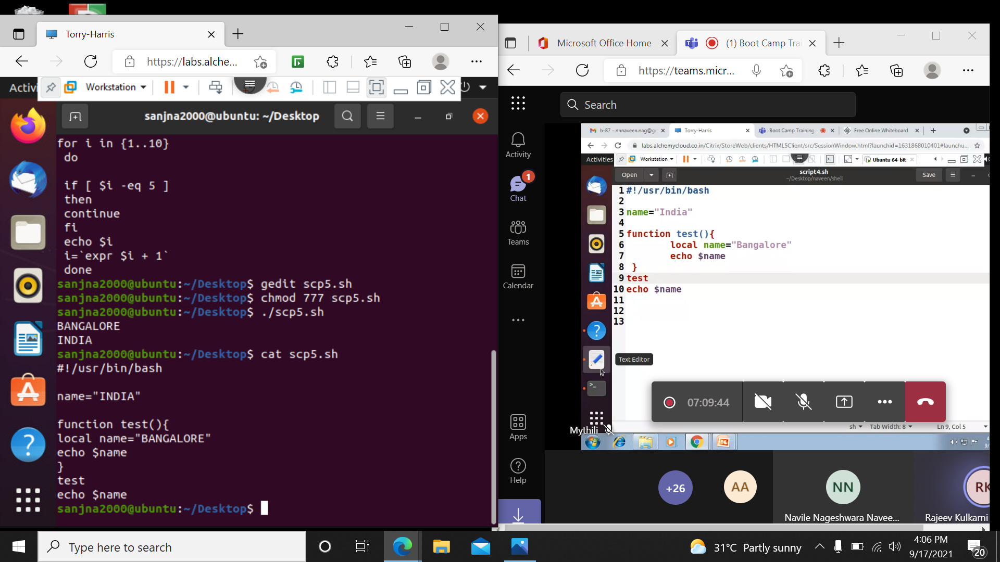 Torry-Harris
https://labs.alche...
Activi
Workstation
sanjna2000@ubuntu: ~/Desktop
for i in {1..10}
do
if [ $i -eq 5 ]
then
continue
fi
echo $i
i=`expr $i + 1`
done
sanjna2000@ubuntu:~/Desktop$ gedit scp5.sh
sanjna2000@ubuntu:~/Desktop$ chmod 777 scp5.sh
sanjna2000@ubuntu:~/Desktop$ ./scp5.sh
BANGALORE
INDIA
sanjna2000@ubuntu:~/Desktop$ cat scp5.sh
#!/usr/bin/bash
name="INDIA"
function test(){
local name="BANGALORE"
echo $name
}
test
echo $name
sanjna2000@ubuntu:~/Desktop$
Microsoft Office Home
(1) Boot Camp Trai
https://teams.micr...
Search
Activity
1
Chat
Teams
Calendar
Apps
Help
b-87 - nnnaveen.nag@g
Torry-Harris
Boot Camp Training
Free Online Whiteboard
labs.alchemycloud.co.in/Citrix/StoreWeb/clients/HTML5Client/src/SessionWindow.html?launchid=1631868010401#launchu...
Activities
Workstation
Ubuntu 64-bit
Open
script4.sh
~/Desktop/naveen/shell
Save
1 #!/usr/bin/bash
2
3 name="India"
4
5 function test(){
6 local name="Bangalore"
7 echo $name
8 }
9 test
10 echo $name
11
12
13
Text Editor
07:09:44
Mythili
sh
Tab Width: 8
Ln 9, Col 5
+26
AA
NN
RK
Navile Nageshwara Navee...
Rajeev Kulkarni
Type here to search
31°C Partly sunny
4:06 PM
9/17/2021
20